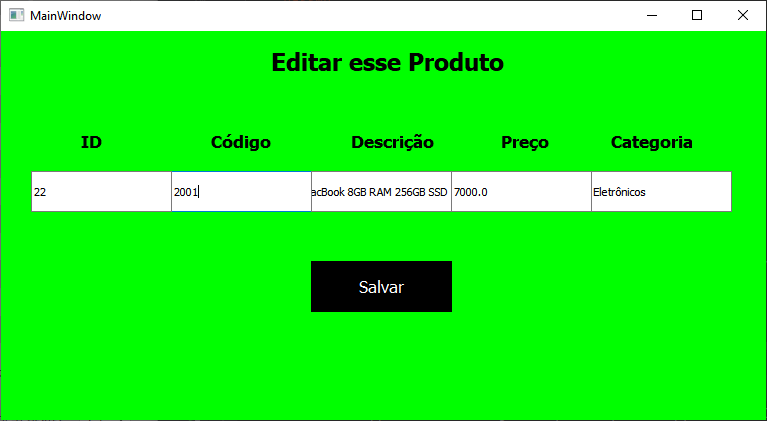 MainWindow
Editar esse Produto
ID Código Descrição Preço Categoria
22 2001 acBook 8GB RAM 256GB SSD 7000.0 Eletrônicos
Salvar